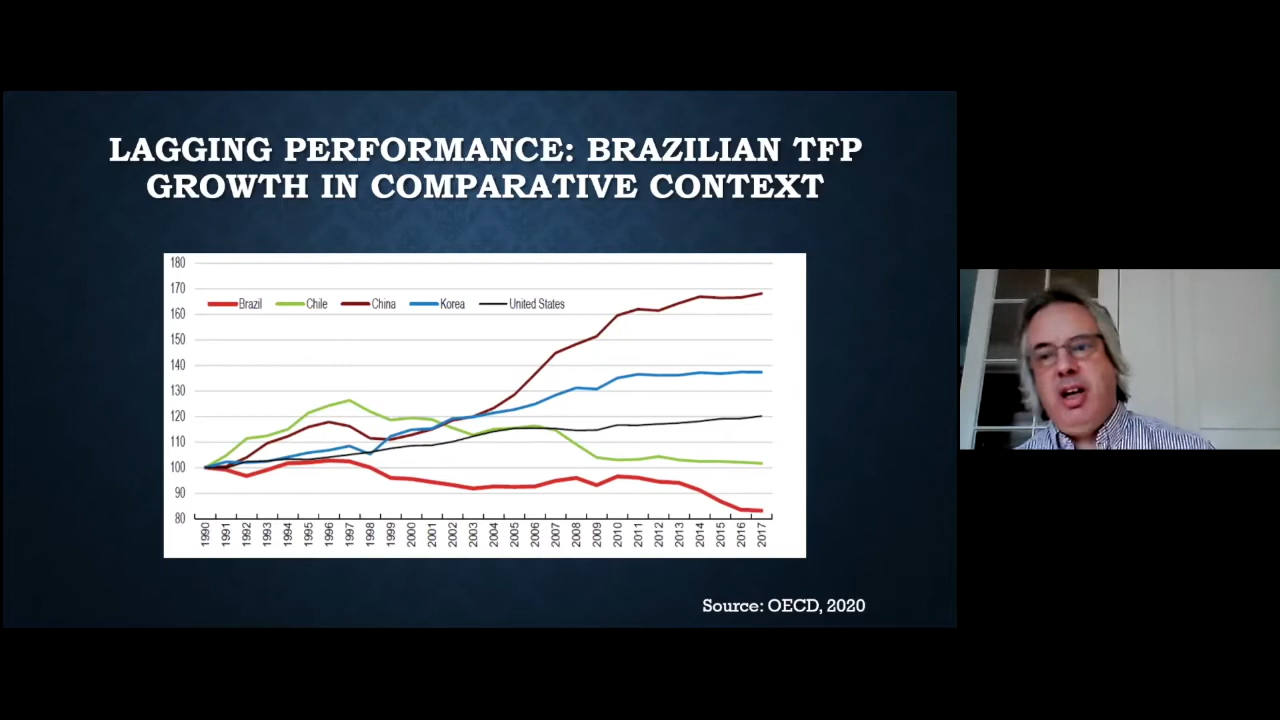 LAGGING PERFORMANCE: BRAZILIAN TFP
GROWTH IN COMPARATIVE CONTEXT
180
170
Brazil Chile China Korea United States
160
150
140
130
120
110
100
90
80
1990 1991 1992 1993 1994 1995 1996 1997 1998 1999 2000 2001 2002 2003 2004 2005 2006 2007 2008 2009 2010 2011 2012 2013 2014 2015 2016 2017
Source: OECD, 2020